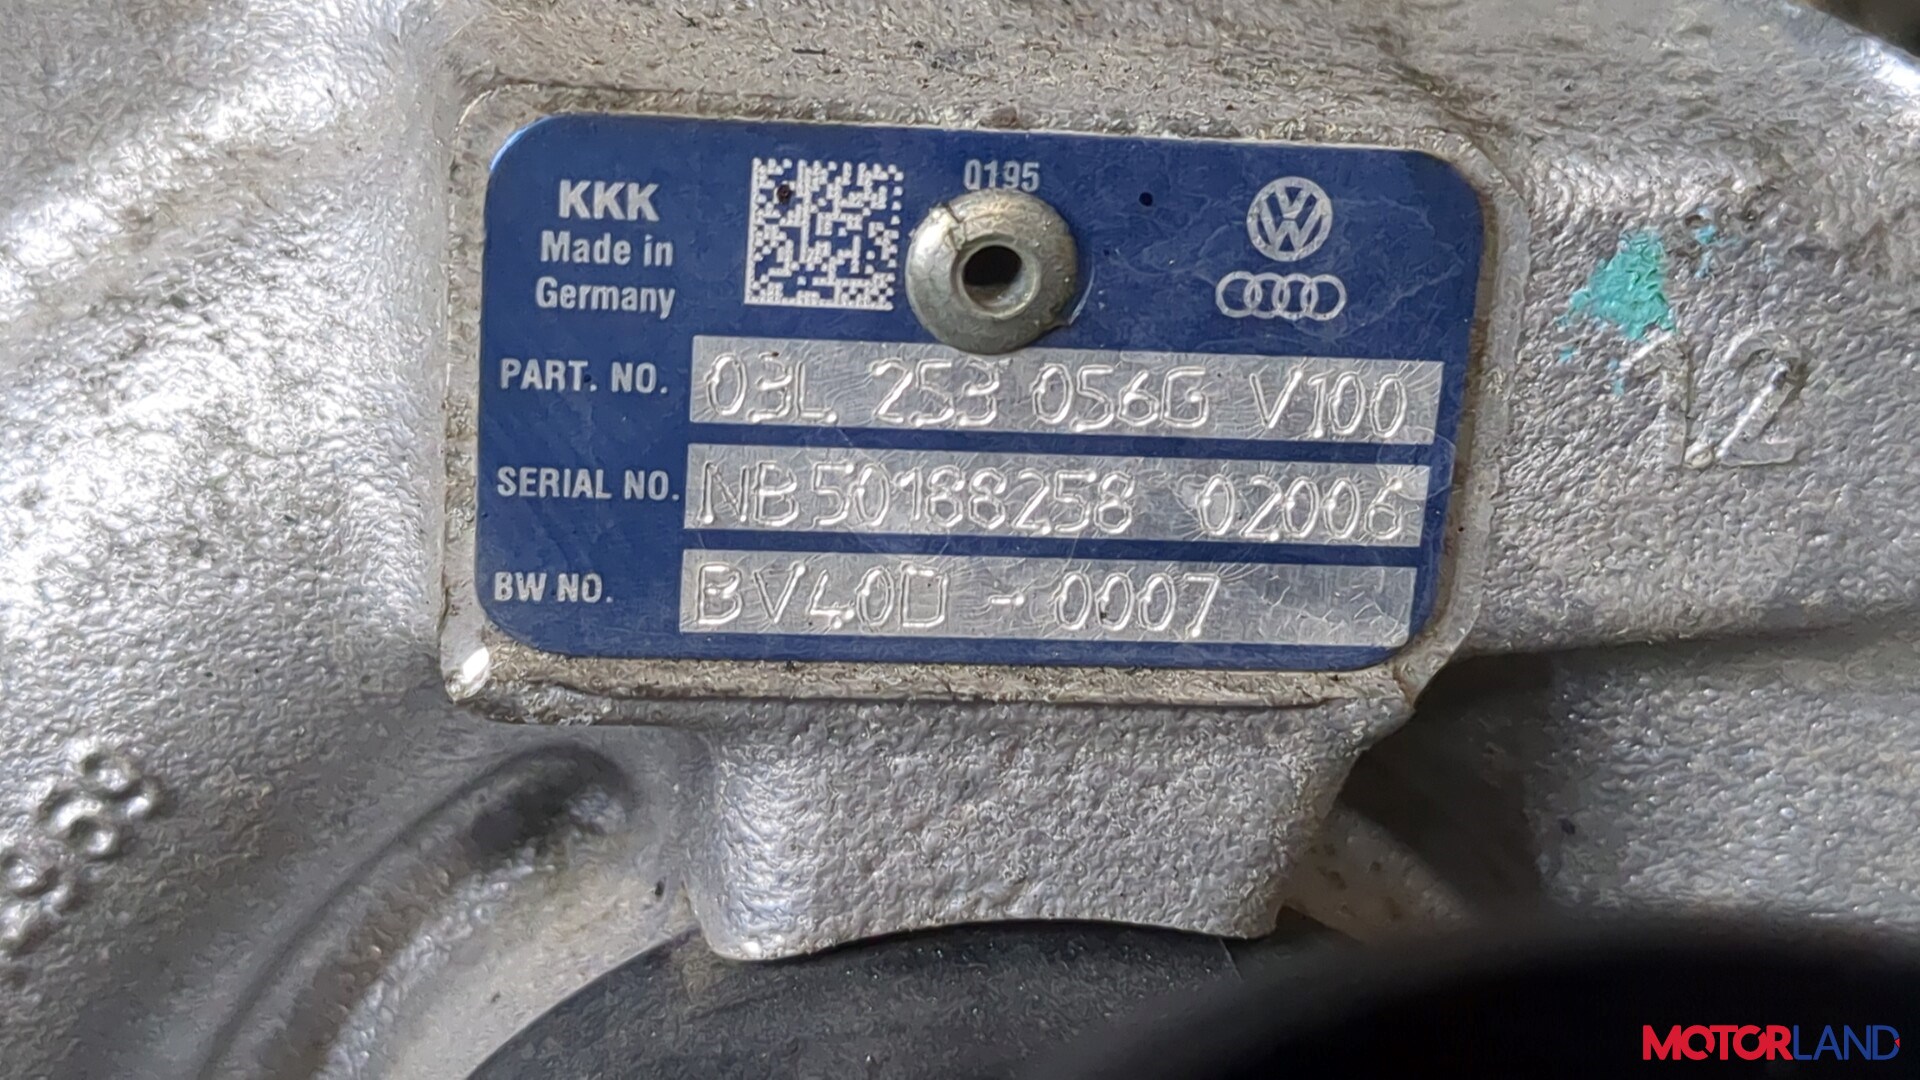 0195
KKK
Made in
Germany
PART. NO. 03L 253 056G V100
SERIAL NO. NB50188258 02006
BW NO. BV40D - 0007
12
MOTORLAND